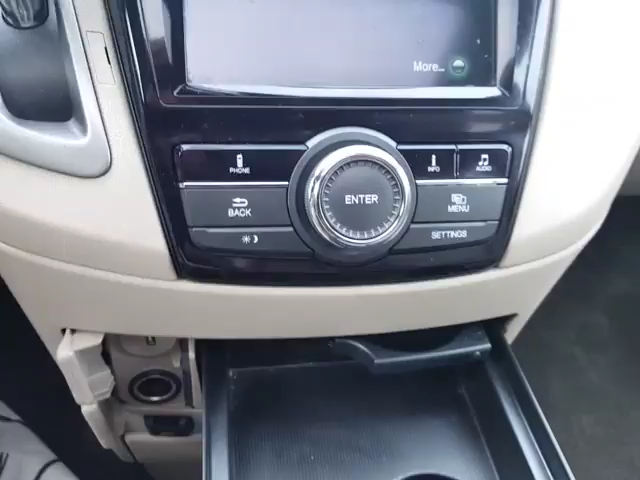 More...
PHONE
INFO
AUDIO
ENTER
BACK
MENU
SETTINGS